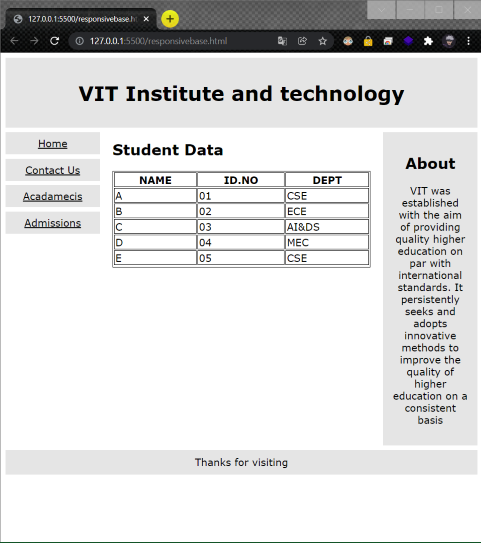 127.0.0.1:5500/responsivebase.h
127.0.0.1:5500/responsivebase.html
VIT Institute and technology
Home
Contact Us
Acadamecis
Admissions
Student Data
NAME ID.NO DEPT
A 01 CSE
B 02 ECE
C 03 AI&DS
D 04 MEC
E 05 CSE
About
VIT was
established
with the aim
of providing
quality higher
education on
par with
international
standards. It
persistently
seeks and
adopts
innovative
methods to
improve the
quality of
higher
education on a
consistent
basis
Thanks for visiting